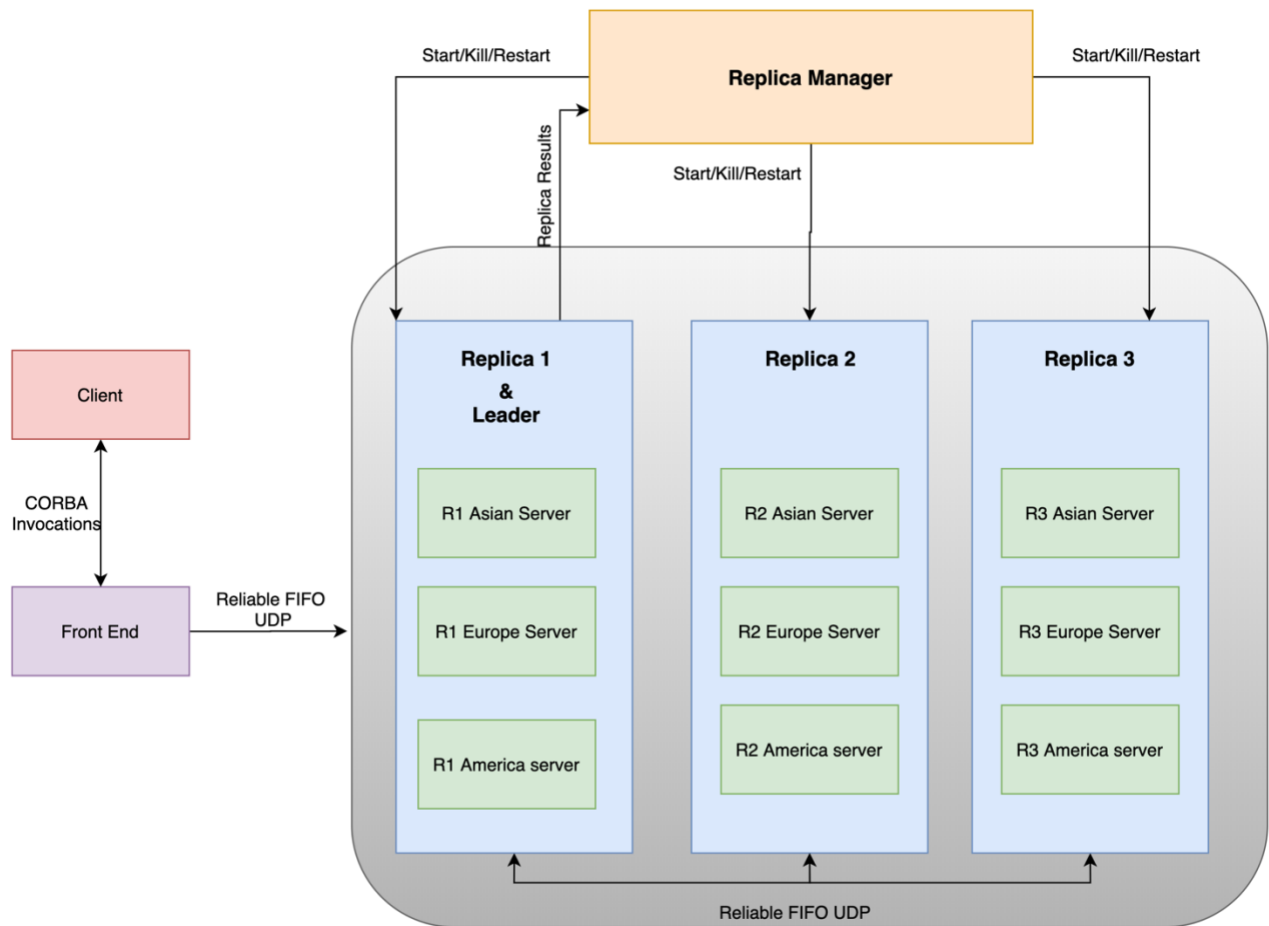 Start/Kill/Restart
Replica Manager
Start/Kill/Restart
Replica Results
Start/Kill/Restart
Client
CORBA
Invocations
Front End
Reliable FIFO
UDP
Replica 1
&
Leader
R1 Asian Server
R1 Europe Server
R1 America server
Replica 2
R2 Asian Server
R2 Europe Server
R2 America server
Replica 3
R3 Asian Server
R3 Europe Server
R3 America server
Reliable FIFO UDP